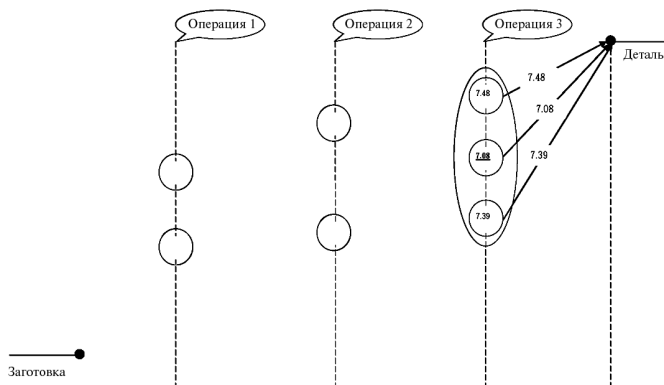 Операция 1
Операция 2
Операция 3
Деталь
7.48
7.48
7.08
7.08
7.39
7.39
Заготовка